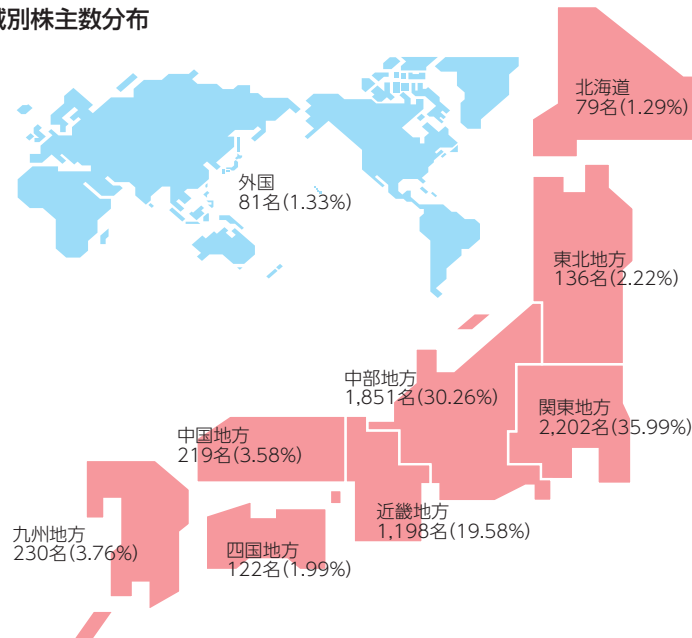 域別株主数分布
北海道
79名(1.29%)
外国
81名(1.33%)
東北地方
136名(2.22%)
中部地方
1,851名(30.26%)
関東地方
2,202名(35.99%)
中国地方
219名(3.58%)
近畿地方
1,198名(19.58%)
九州地方
230名(3.76%)
四国地方
122名(1.99%)